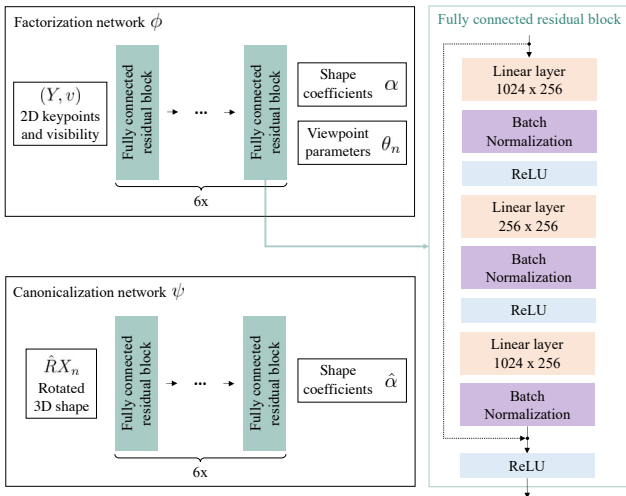 Factorization network ϕ
(Y, v)
2D keypoints
and visibility
Fully connected
residual block
...
Fully connected
residual block
Shape
coefficients α
Viewpoint
parameters θ_n
6x
Canonicalization network ψ
R̂X_n
Rotated
3D shape
Fully connected
residual block
...
Fully connected
residual block
Shape
coefficients α̂
6x
Fully connected residual block
Linear layer
1024 x 256
Batch
Normalization
ReLU
Linear layer
256 x 256
Batch
Normalization
ReLU
Linear layer
1024 x 256
Batch
Normalization
ReLU